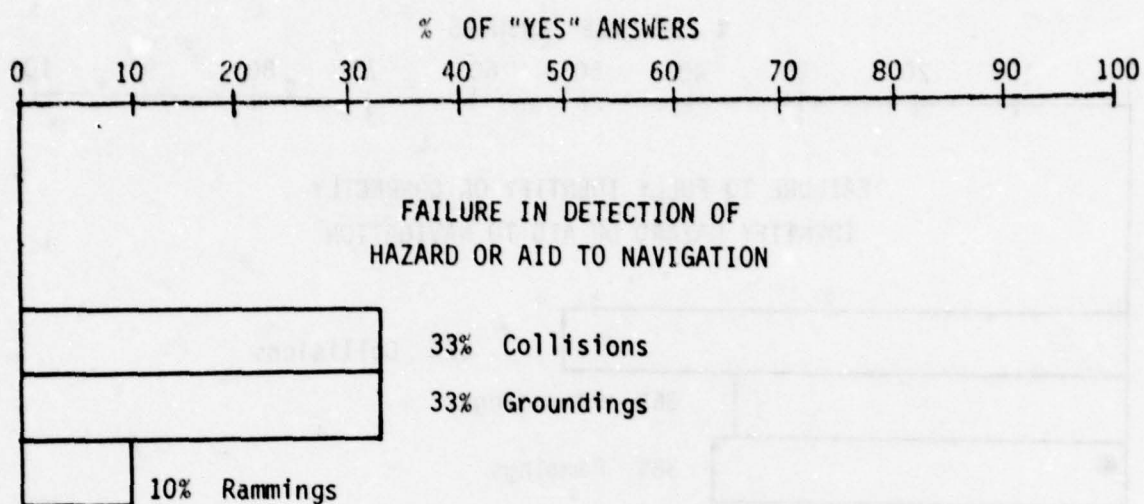 % OF "YES" ANSWERS
0 10 20 30 40 50 60 70 80 90 100
FAILURE IN DETECTION OF
HAZARD OR AID TO NAVIGATION
33% Collisions
33% Groundings
10% Rammings